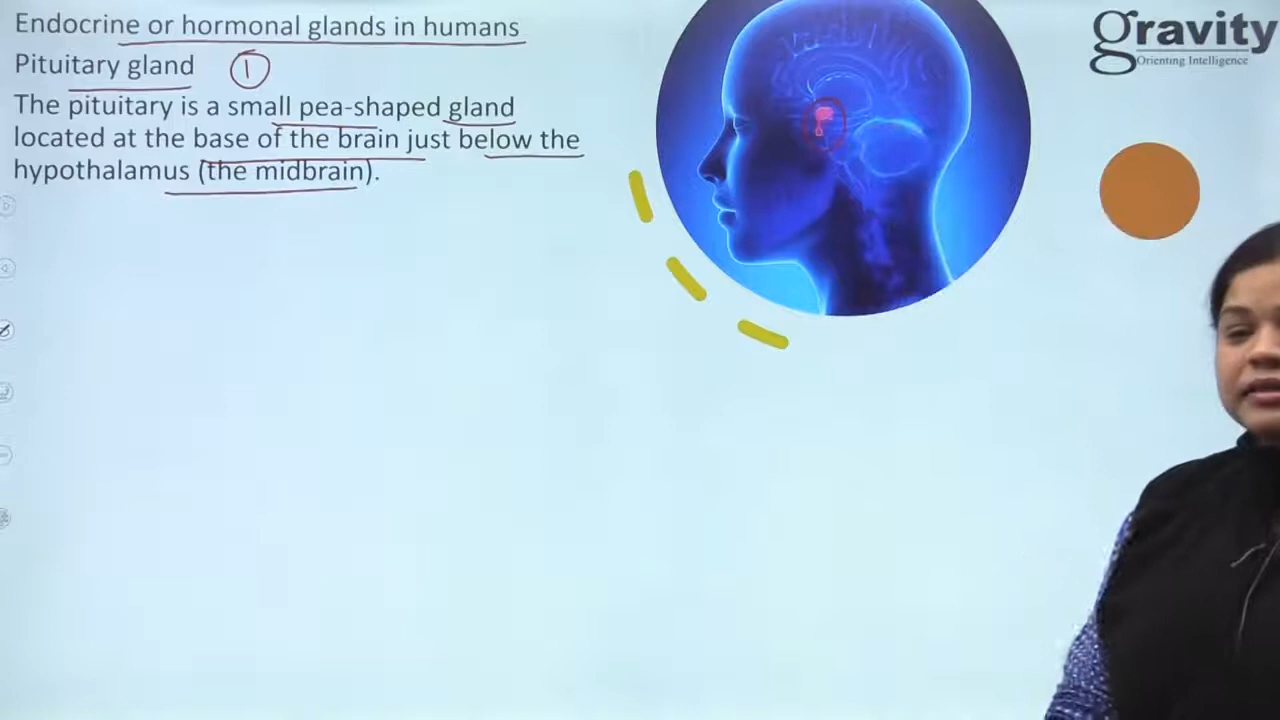 Endocrine or hormonal glands in humans
Pituitary gland 1
The pituitary is a small pea-shaped gland
located at the base of the brain just below the
hypothalamus (the midbrain).
gravity
Orienting Intelligence